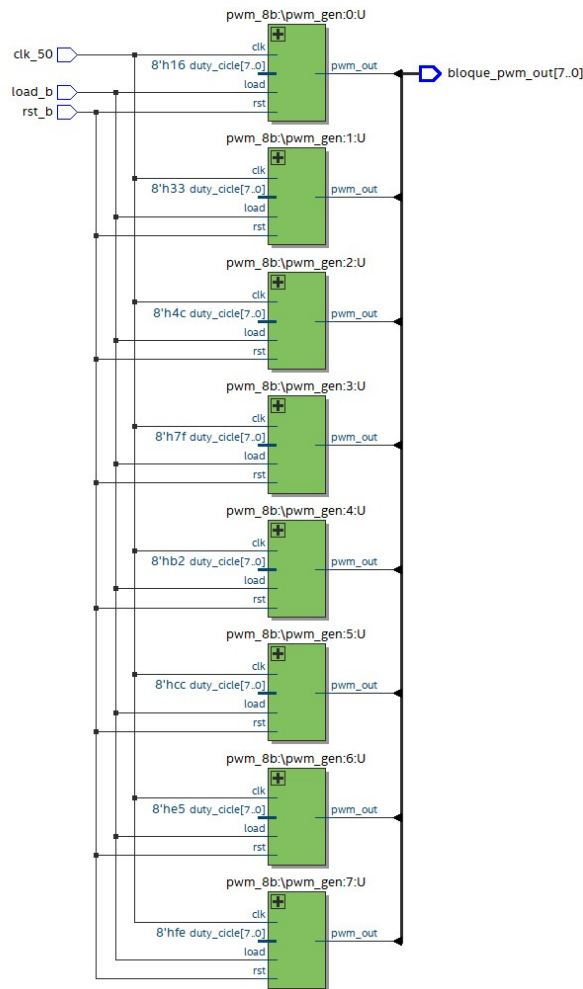 pwm_8b:\pwm_gen:0:U
clk_50
clk
8'h16 duty_cicle[7..0]
pwm_out
bloque_pwm_out[7..0]
load_b
load
rst_b
rst
pwm_8b:\pwm_gen:1:U
clk
8'h33 duty_cicle[7..0]
pwm_out
load
rst
pwm_8b:\pwm_gen:2:U
clk
8'h4c duty_cicle[7..0]
pwm_out
load
rst
pwm_8b:\pwm_gen:3:U
clk
8'h7f duty_cicle[7..0]
pwm_out
load
rst
pwm_8b:\pwm_gen:4:U
clk
8'hb2 duty_cicle[7..0]
pwm_out
load
rst
pwm_8b:\pwm_gen:5:U
clk
8'hcc duty_cicle[7..0]
pwm_out
load
rst
pwm_8b:\pwm_gen:6:U
clk
8'he5 duty_cicle[7..0]
pwm_out
load
rst
pwm_8b:\pwm_gen:7:U
clk
8'hfe duty_cicle[7..0]
pwm_out
load
rst